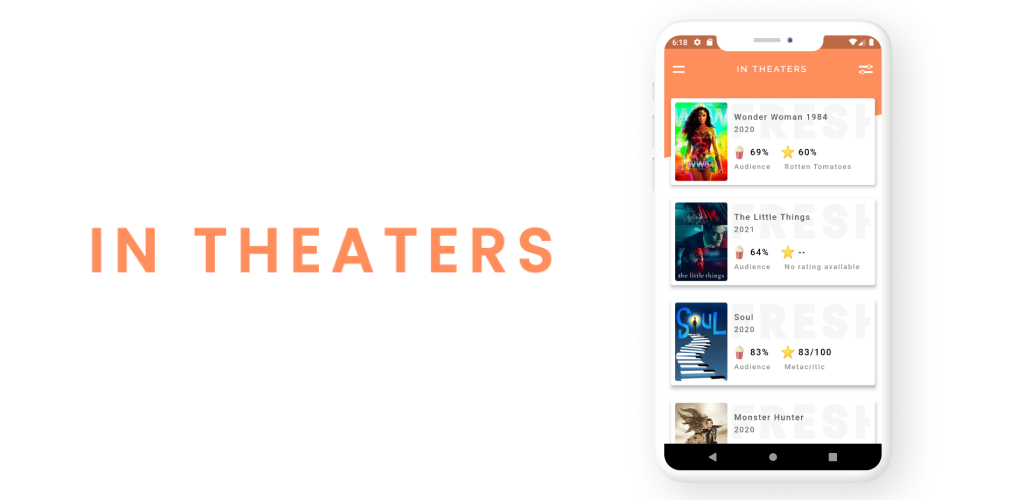 IN THEATERS
6:18
IN THEATERS
FRESH
Wonder Woman 1984
2020
69% 60%
Audience Rotten Tomatoes
WW84
FRESH
The Little Things
2021
64% --
Audience No rating available
the little things
FRESH
SOUL
Soul
2020
83% 83/100
Audience Metacritic
FRESH
Monster Hunter
2020